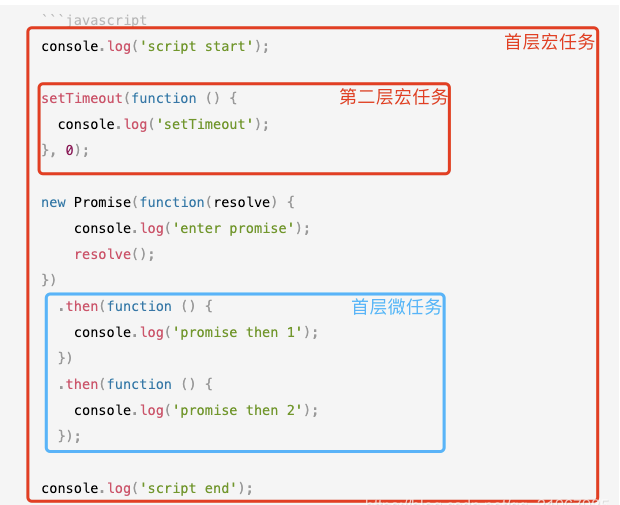 ```javascript
console.log('script start');
首层宏任务
setTimeout(function () {
第二层宏任务
console.log('setTimeout');
}, 0);
new Promise(function(resolve) {
console.log('enter promise');
resolve();
})
.then(function () {
首层微任务
console.log('promise then 1');
})
.then(function () {
console.log('promise then 2');
});
console.log('script end');